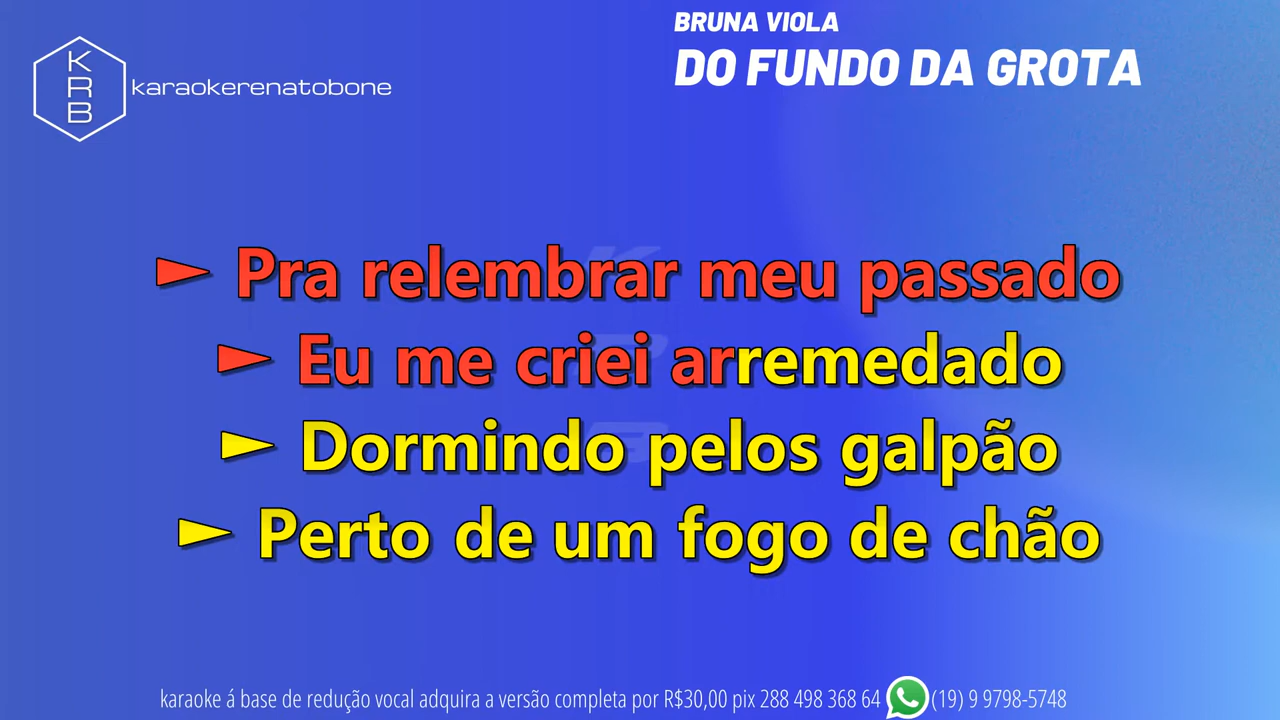 BRUNA VIOLA
DO FUNDO DA GROTA
KRB
karaokerenatobone
► Pra relembrar meu passado
► Eu me criei arremedado
► Dormindo pelos galpão
► Perto de um fogo de chão
karaoke á base de redução vocal adquira a versão completa por R$30,00 pix 288 498 368 64 (19) 9 9798-5748